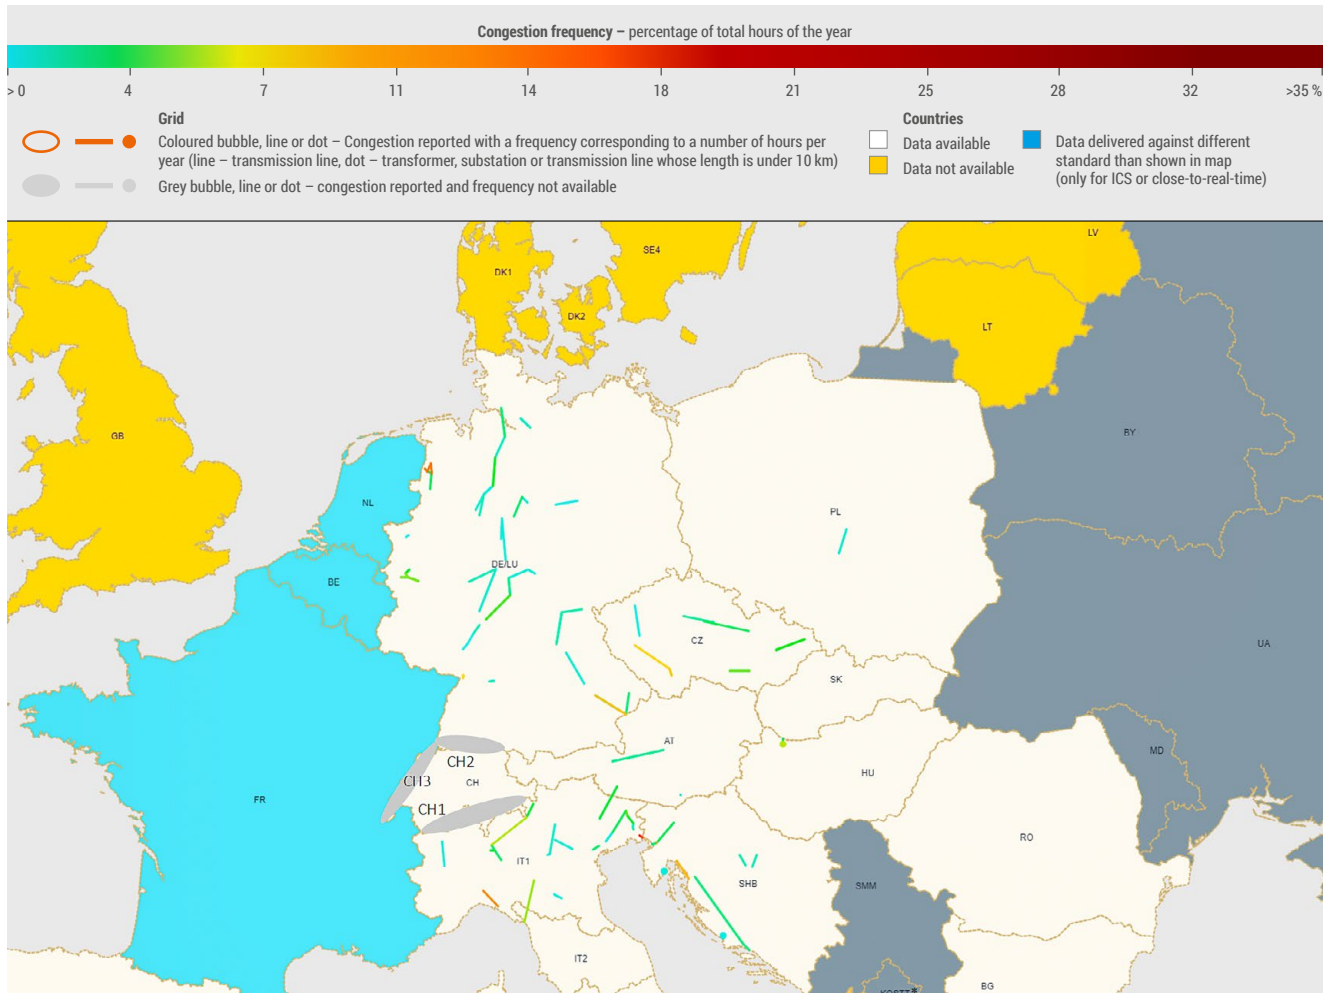 Congestion frequency – percentage of total hours of the year
> 0 4 7 11 14 18 21 25 28 32 >35 %
Grid
Coloured bubble, line or dot – Congestion reported with a frequency corresponding to a number of hours per
year (line – transmission line, dot – transformer, substation or transmission line whose length is under 10 km)
Grey bubble, line or dot – congestion reported and frequency not available
Countries
Data available
Data not available
Data delivered against different
standard than shown in map
(only for ICS or close-to-real-time)
LV
SE4
DK1
DK2
LT
GB
BY
NL
PL
DE/LU
BE
CZ
UA
SK
AT
MD
CH2
HU
CH3
CH
FR
CH1
RO
IT1
SHB
SMM
IT2
BG